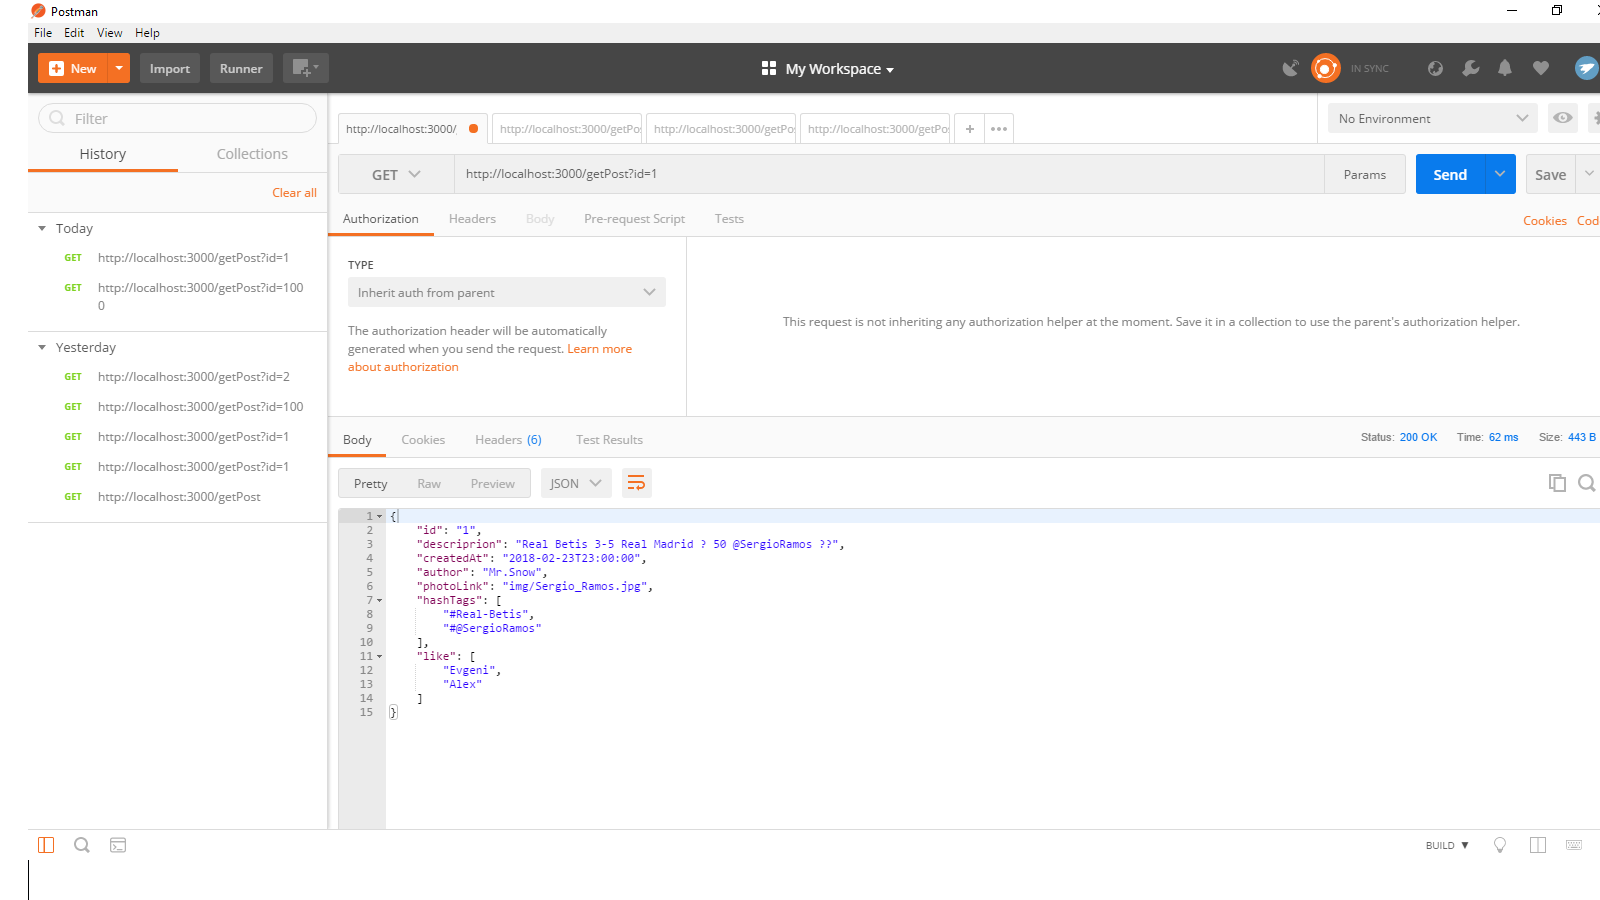 Postman
File Edit View Help
New Import Runner My Workspace IN SYNC
Filter
History Collections
Clear all
Today
GET http://localhost:3000/getPost?id=1
GET http://localhost:3000/getPost?id=100
0
Yesterday
GET http://localhost:3000/getPost?id=2
GET http://localhost:3000/getPost?id=100
GET http://localhost:3000/getPost?id=1
GET http://localhost:3000/getPost?id=1
GET http://localhost:3000/getPost
http://localhost:3000/ http://localhost:3000/getPo http://localhost:3000/getPo http://localhost:3000/getPo + No Environment
GET http://localhost:3000/getPost?id=1 Params Send Save
Authorization Headers Body Pre-request Script Tests Cookies Cod
TYPE
Inherit auth from parent
The authorization header will be automatically
generated when you send the request. Learn more
about authorization
This request is not inheriting any authorization helper at the moment. Save it in a collection to use the parent's authorization helper.
Body Cookies Headers (6) Test Results Status: 200 OK Time: 62 ms Size: 443 B
Pretty Raw Preview JSON
1 {
2 "id": "1",
3 "descriprion": "Real Betis 3-5 Real Madrid ? 50 @SergioRamos ??",
4 "createdAt": "2018-02-23T23:00:00",
5 "author": "Mr.Snow",
6 "photoLink": "img/Sergio_Ramos.jpg",
7 "hashTags": [
8 "#Real-Betis",
9 "#@SergioRamos"
10 ],
11 "like": [
12 "Evgeni",
13 "Alex"
14 ]
15 }
BUILD